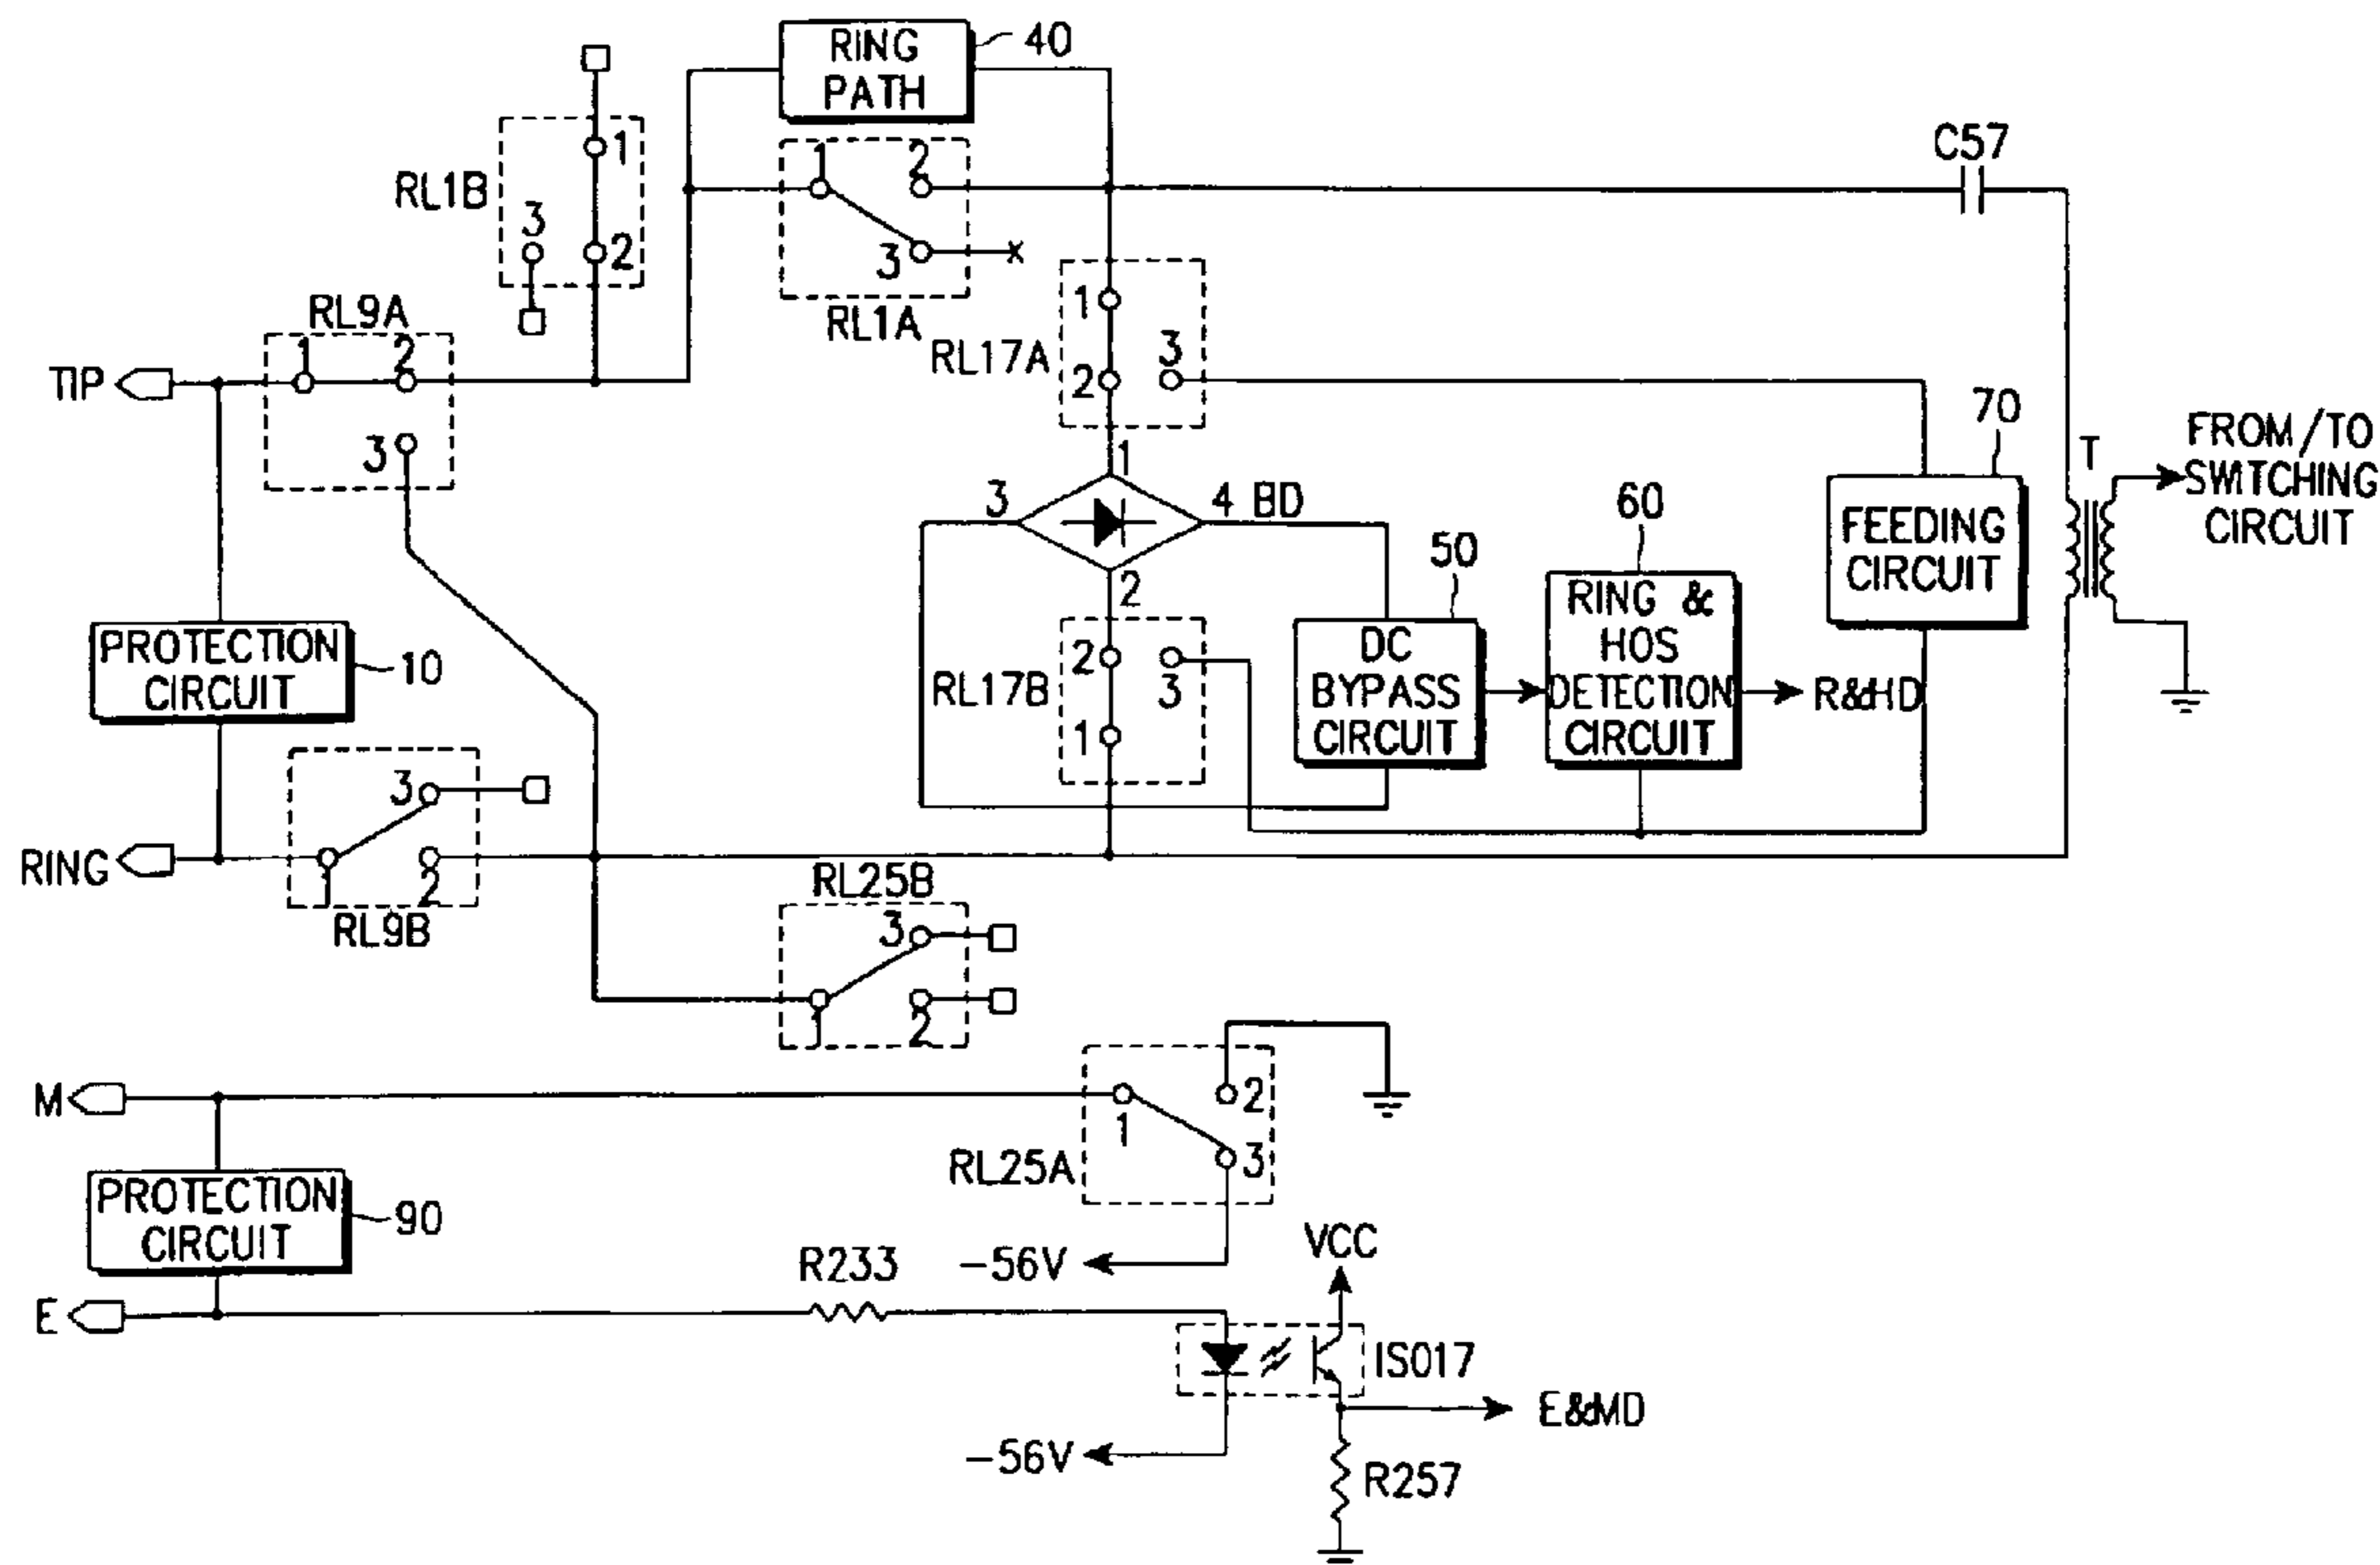 RING
PATH
40
1
RL1B
3
2
1
2
3
RL1A
C57
RL9A
1
2
3
TIP
RL17A
1
2
3
1
3
4 BD
2
70
FEEDING
CIRCUIT
T
FROM/TO
SWITCHING
CIRCUIT
60
RING &
HOS
DETECTION
CIRCUIT
R&HD
50
DC
BYPASS
CIRCUIT
RL17B
2
3
1
PROTECTION
CIRCUIT
10
RING
3
1
2
RL9B
RL25B
3
1
2
M
RL25A
1
2
3
PROTECTION
CIRCUIT
90
-56V
VCC
R233
E
ISO17
E&MD
-56V
R257